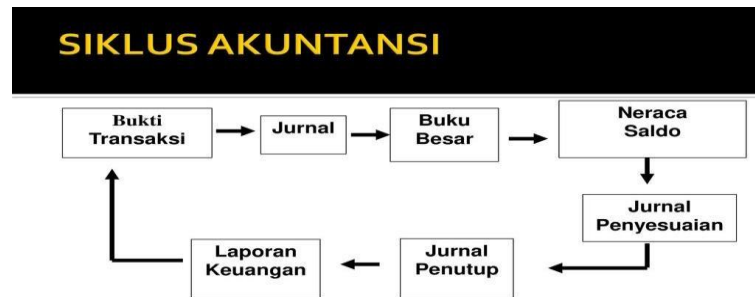 SIKLUS AKUNTANSI
Bukti
Transaksi
Jurnal
Buku
Besar
Neraca
Saldo
Jurnal
Penyesuaian
Jurnal
Penutup
Laporan
Keuangan